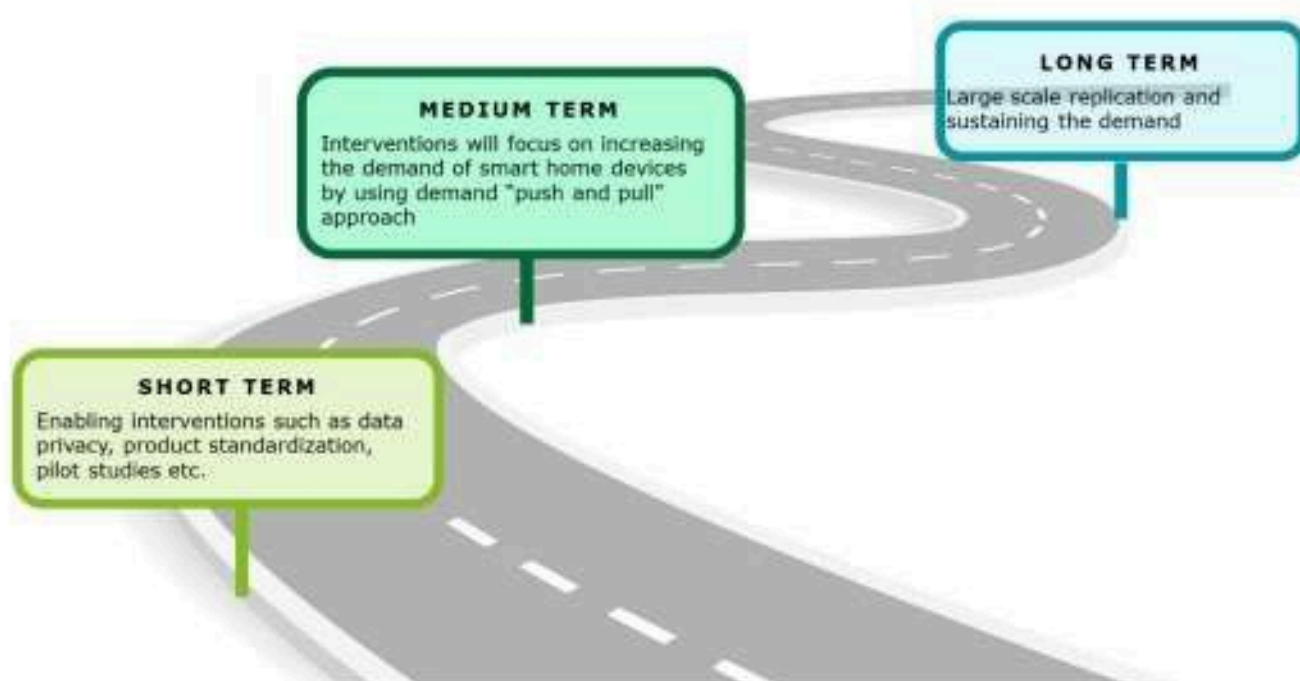 LONG TERM
Large scale replication and
sustaining the demand
MEDIUM TERM
Interventions will focus on increasing
the demand of smart home devices
by using demand “push and pull”
approach
SHORT TERM
Enabling interventions such as data
privacy, product standardization,
pilot studies etc.